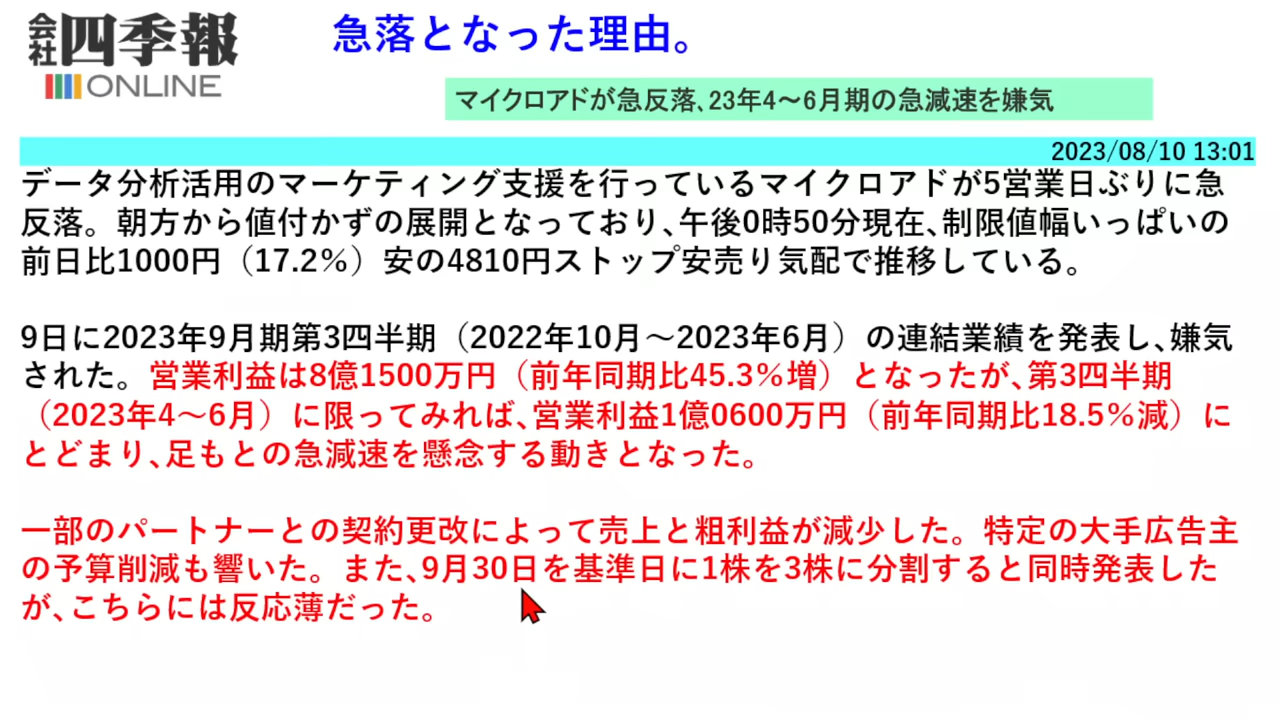 会社四季報
ONLINE
急落となった理由。
マイクロアドが急反落、23年4～6月期の急減速を嫌気
2023/08/10 13:01
データ分析活用のマーケティング支援を行っているマイクロアドが5営業日ぶりに急
反落。朝方から値付かずの展開となっており、午後0時50分現在、制限値幅いっぱいの
前日比1000円（17.2％）安の4810円ストップ安売り気配で推移している。
9日に2023年9月期第3四半期（2022年10月～2023年6月）の連結業績を発表し、嫌気
された。営業利益は8億1500万円（前年同期比45.3％増）となったが、第3四半期
（2023年4～6月）に限ってみれば、営業利益1億0600万円（前年同期比18.5％減）に
とどまり、足もとの急減速を懸念する動きとなった。
一部のパートナーとの契約更改によって売上と粗利益が減少した。特定の大手広告主
の予算削減も響いた。また、9月30日を基準日に1株を3株に分割すると同時発表した
が、こちらには反応薄だった。